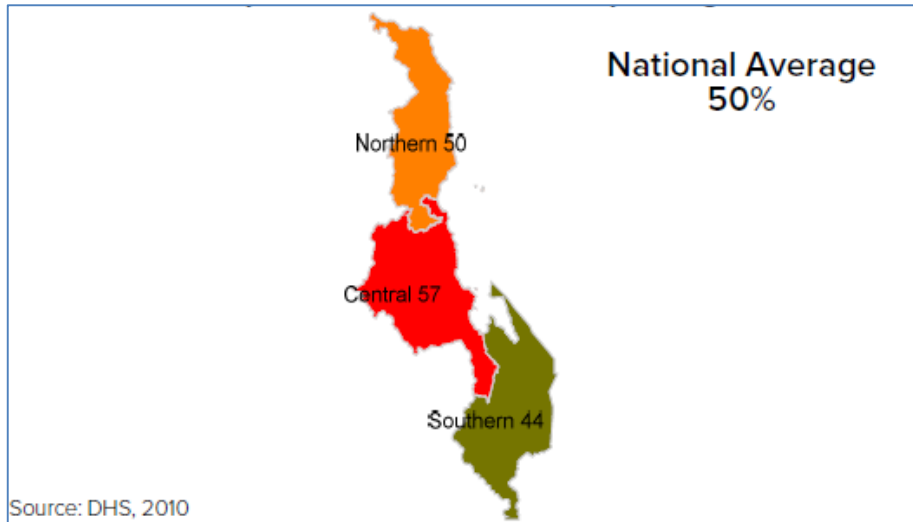 National Average
50%
Northern 50
Central 57
Southern 44
Source: DHS, 2010